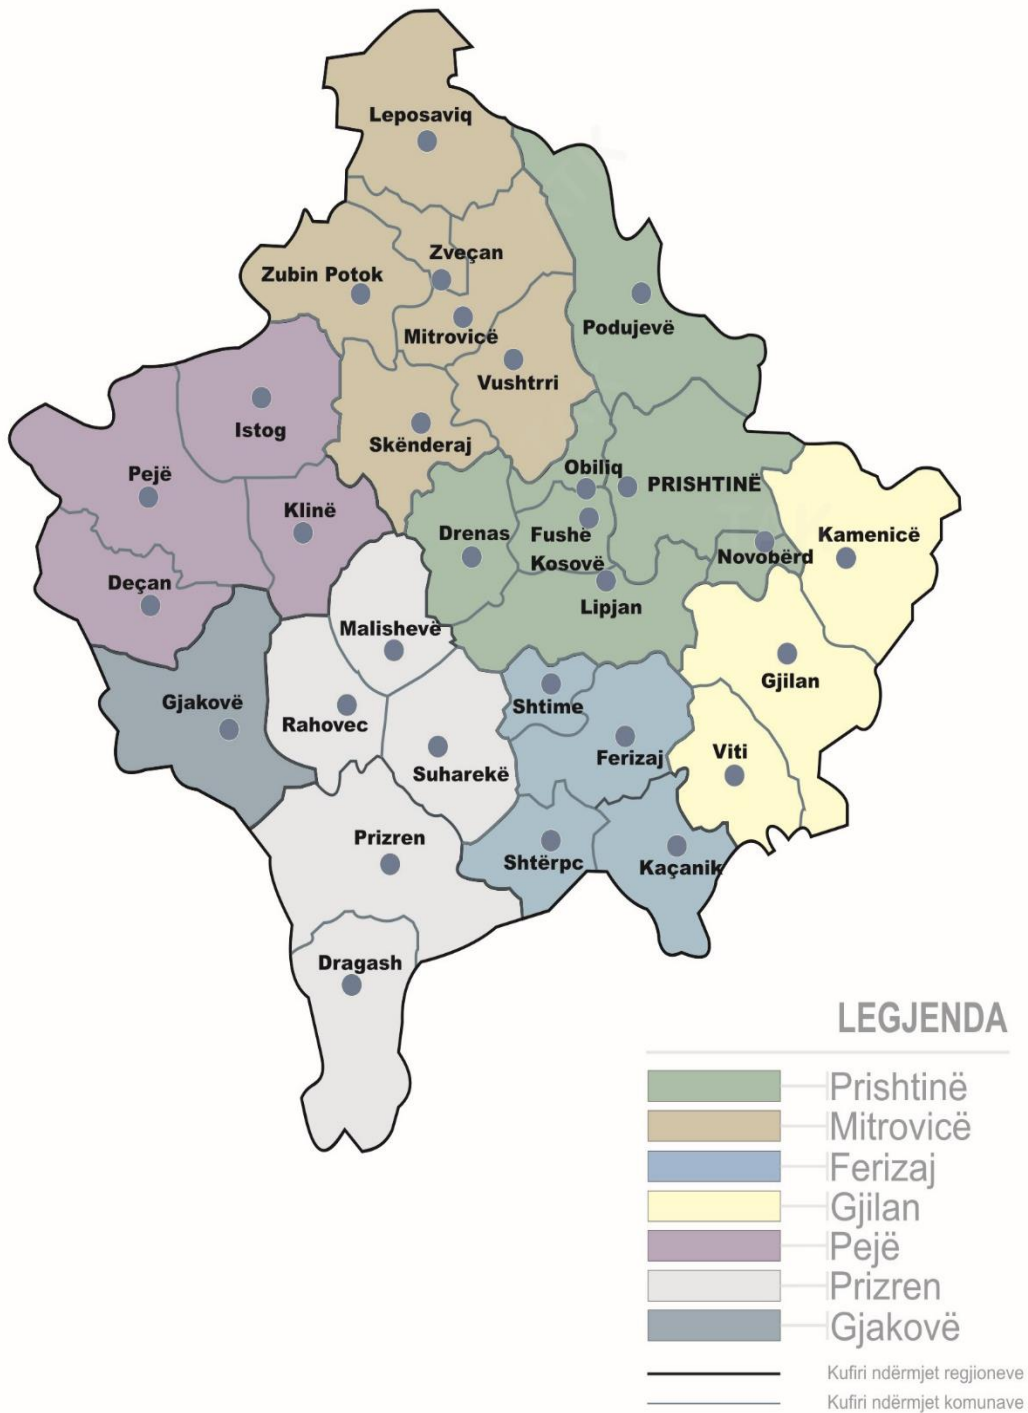 Leposaviq
Zveçan
Zubin Potok
Mitrovicë
Podujevë
Vushtrri
Istog
Skënderaj
Obiliq
Pejë
PRISHTINË
Klinë
Drenas
Fushë
Kosovë
Kamenicë
Novobërd
Deçan
Lipjan
Malishevë
Gjilan
Gjakovë
Shtime
Rahovec
Ferizaj
Viti
Suharekë
Prizren
Shtërpc
Kaçanik
Dragash
LEGJENDA
Prishtinë
Mitrovicë
Ferizaj
Gjilan
Pejë
Prizren
Gjakovë
Kufiri ndërmjet regjioneve
Kufiri ndërmjet komunave